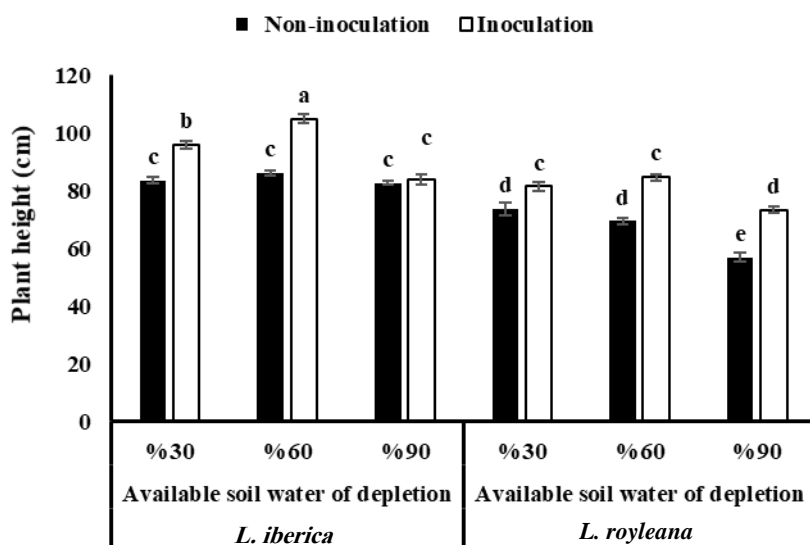 Non-inoculation Inoculation
Plant height (cm)
120
100
80
60
40
20
0
c b c a c c d c d c e d
%30 %60 %90 %30 %60 %90
Available soil water of depletion Available soil water of depletion
L. iberica L. royleana